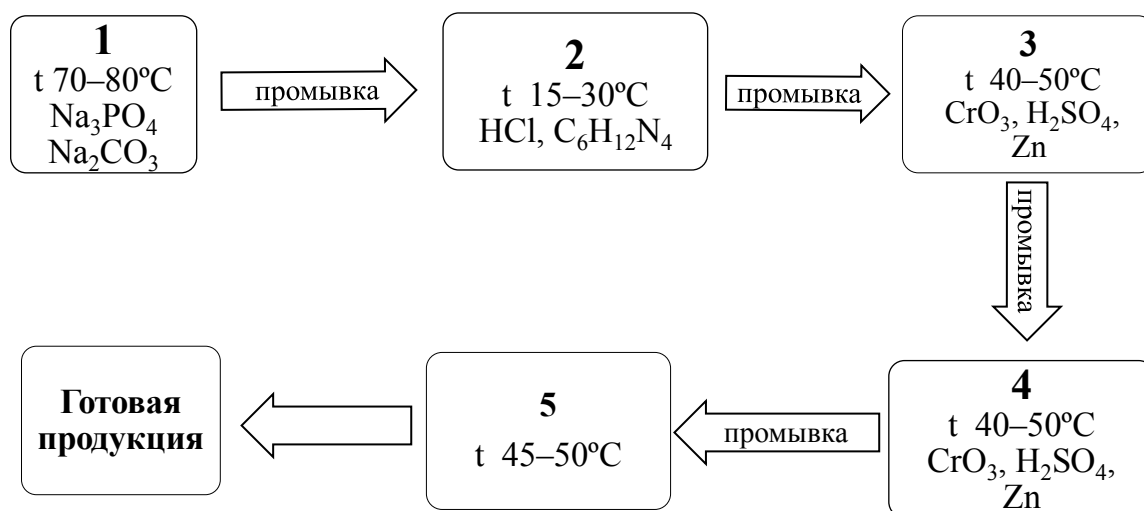 1
t 70–80ºC
Na₃PO₄
Na₂CO₃
промывка
2
t 15–30ºC
HCl, C₆H₁₂N₄
промывка
3
t 40–50ºC
CrO₃, H₂SO₄,
Zn
промывка
4
t 40–50ºC
CrO₃, H₂SO₄,
Zn
промывка
5
t 45–50ºC
Готовая
продукция